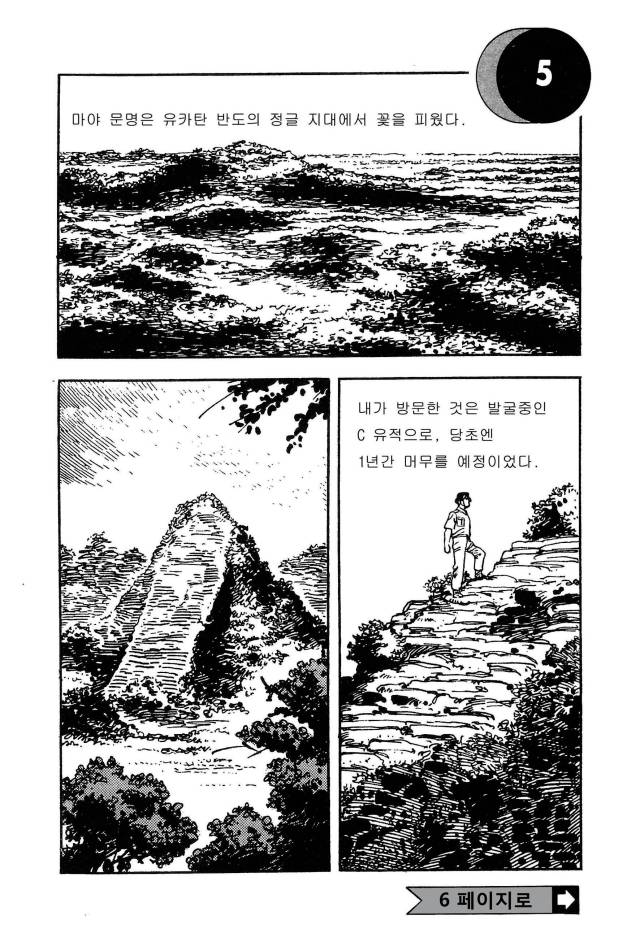 5
마야 문명은 유카탄 반도의 정글 지대에서 꽃을 피웠다.
내가 방문한 것은 발굴중인
C 유적으로, 당초엔
1년간 머무를 예정이었다.
6 페이지로